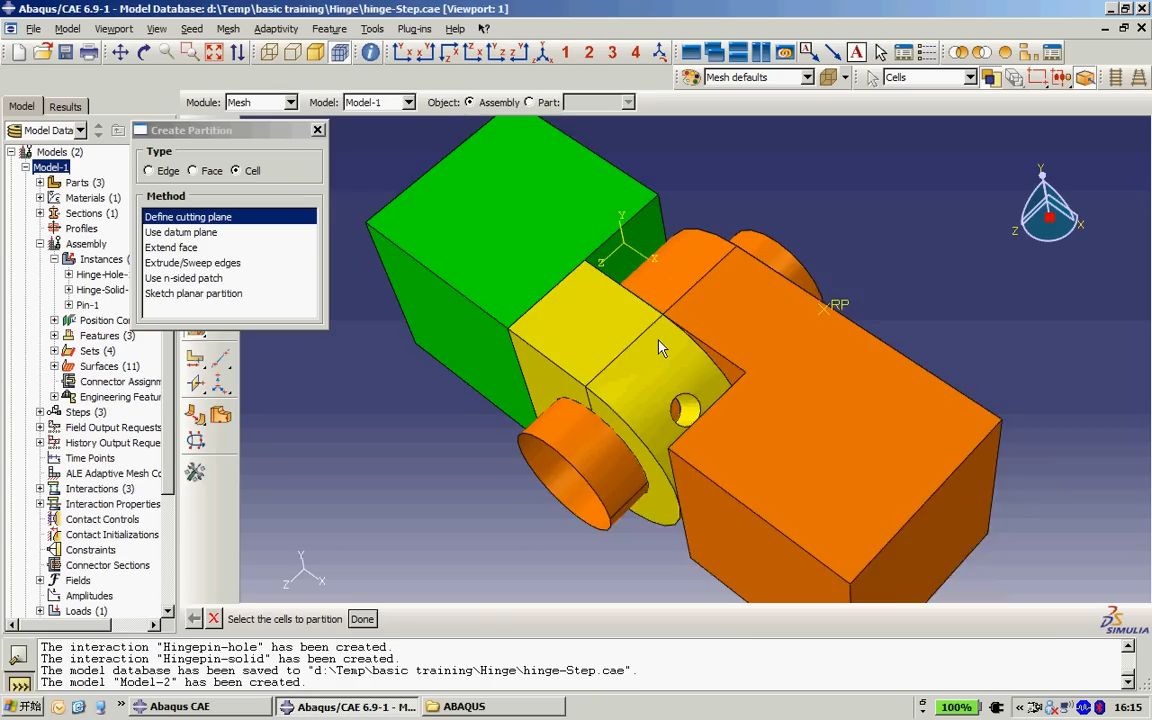 Abaqus/CAE 6.9-1 - Model Database: d:\Temp\basic training\Hinge\hinge-Step.cae [Viewport: 1]
File Model Viewport View Seed Mesh Adaptivity Feature Tools Plug-ins Help
1 2 3 4 A
Mesh defaults Cells
Model Results Module: Mesh Model: Model-1 Object: Assembly Part:
Model Data
Create Partition
Type
Edge Face Cell
Method
Define cutting plane
Use datum plane
Extend face
Extrude/Sweep edges
Use n-sided patch
Sketch planar partition
Models (2)
Model-1
Parts (3)
Materials (1)
Sections (1)
Profiles
Assembly
Instances (
Hinge-Hole-
Hinge-Solid-
Pin-1
Position Co
Features (3)
Sets (4)
Surfaces (11)
Connector Assignm
Engineering Featur
Steps (3)
Field Output Reques
History Output Reque
Time Points
ALE Adaptive Mesh Co
Interactions (3)
Interaction Properties
Contact Controls
Contact Initializations
Constraints
Connector Sections
Fields
Amplitudes
Loads (1)
Y
X
Z
Y
Z
X
RP
Y
Z
X
Select the cells to partition Done
SIMULIA
The interaction "Hingepin-hole" has been created.
The interaction "Hingepin-solid" has been created.
The model database has been saved to "d:\Temp\basic training\Hinge\hinge-Step.cae".
The model "Model-2" has been created.
>>>
开始 Abaqus CAE Abaqus/CAE 6.9-1 - M... ABAQUS 100% 16:15